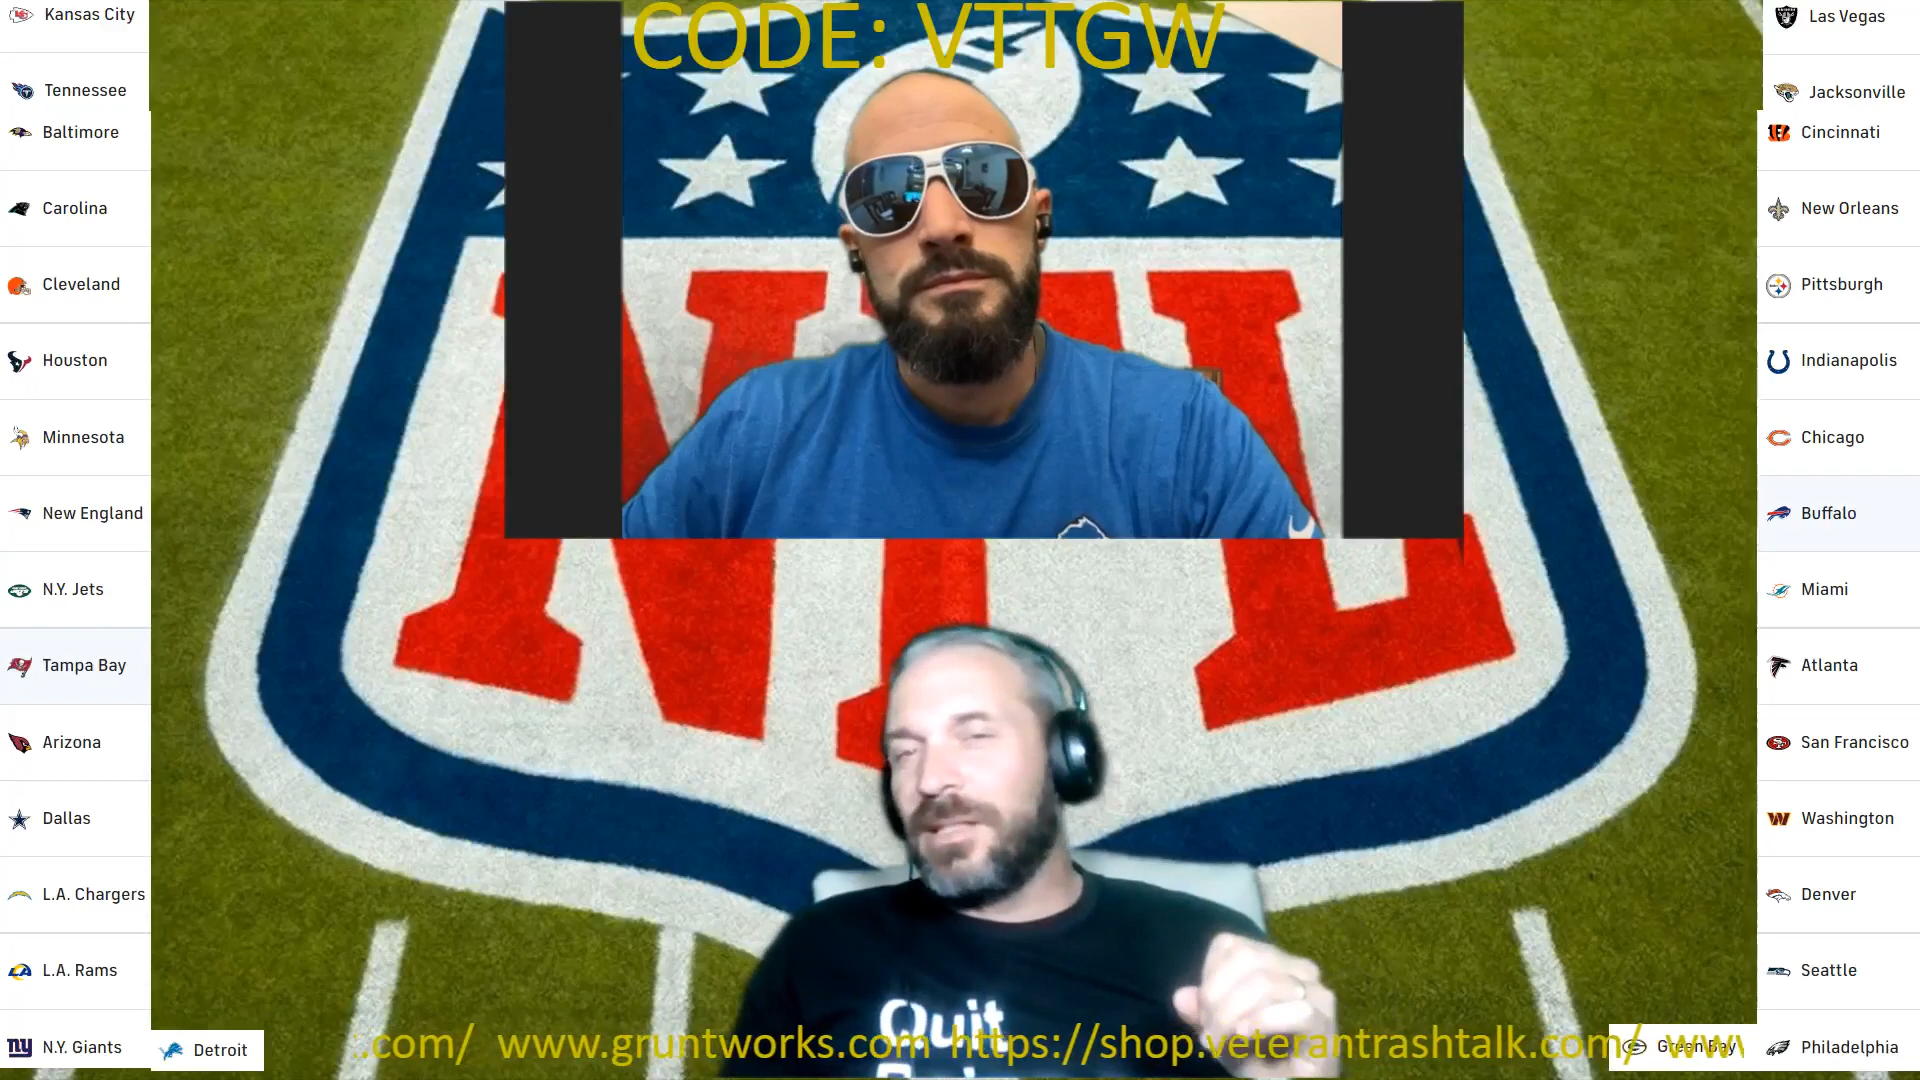 CODE: VTTGW
Kansas City
Las Vegas
Tennessee
Jacksonville
Baltimore
Cincinnati
Carolina
New Orleans
Cleveland
Pittsburgh
Houston
Indianapolis
Minnesota
Chicago
New England
Buffalo
N.Y. Jets
Miami
Tampa Bay
Atlanta
Arizona
San Francisco
Dallas
Washington
L.A. Chargers
Denver
L.A. Rams
Seattle
N.Y. Giants
Detroit
Green Bay
Philadelphia
NFL
Quit
.com/ www.gruntworks.com https://shop.veterantrashtalk.com/ www